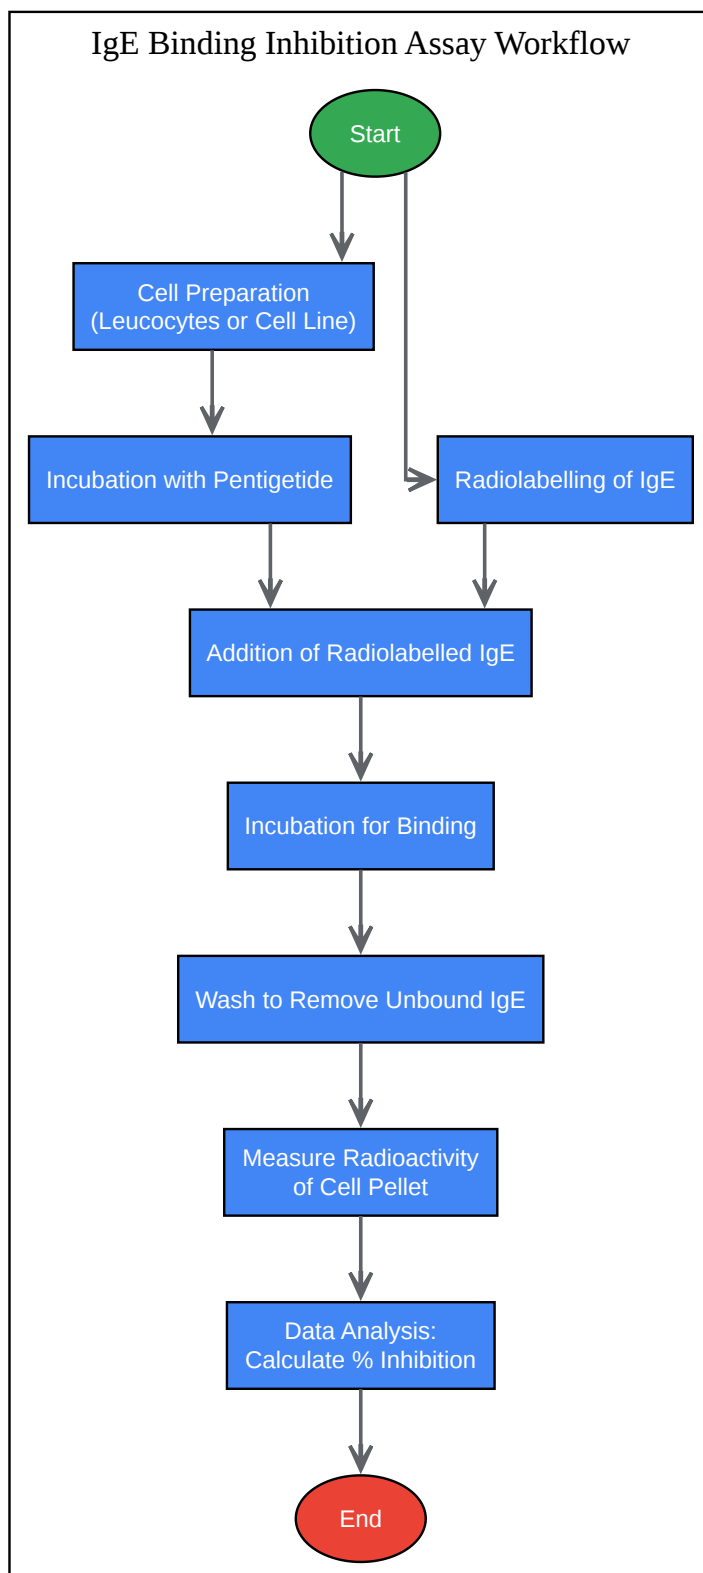 IgE Binding Inhibition Assay Workflow
Start
Cell Preparation
(Leucocytes or Cell Line)
Incubation with Pentigetide
Radiolabelling of IgE
Addition of Radiolabelled IgE
Incubation for Binding
Wash to Remove Unbound IgE
Measure Radioactivity
of Cell Pellet
Data Analysis:
Calculate % Inhibition
End